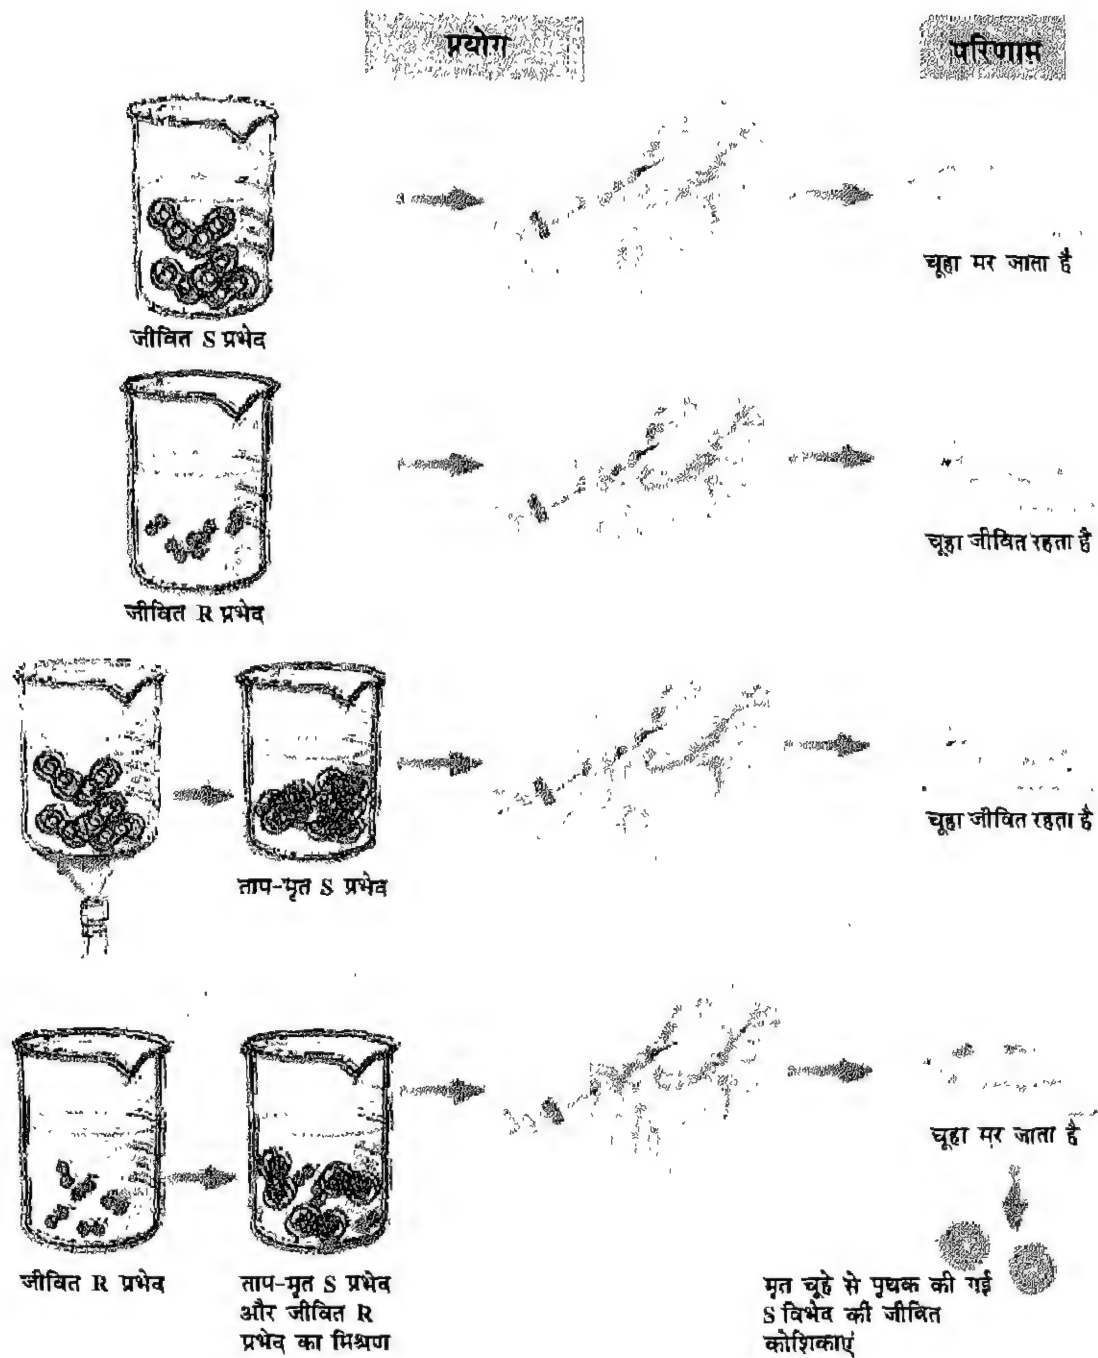 प्रयोग
परिणाम
चूहा मर जाता है
जीवित S प्रभेद
चूहा जीवित रहता है
जीवित R प्रभेद
चूहा जीवित रहता है
ताप-मृत S प्रभेद
चूहा मर जाता है
जीवित R प्रभेद
ताप-मृत S प्रभेद
और जीवित R
प्रभेद का मिश्रण
मृत चूहे से पृथक की गई
S विभेद की जीवित
कोशिकाएं